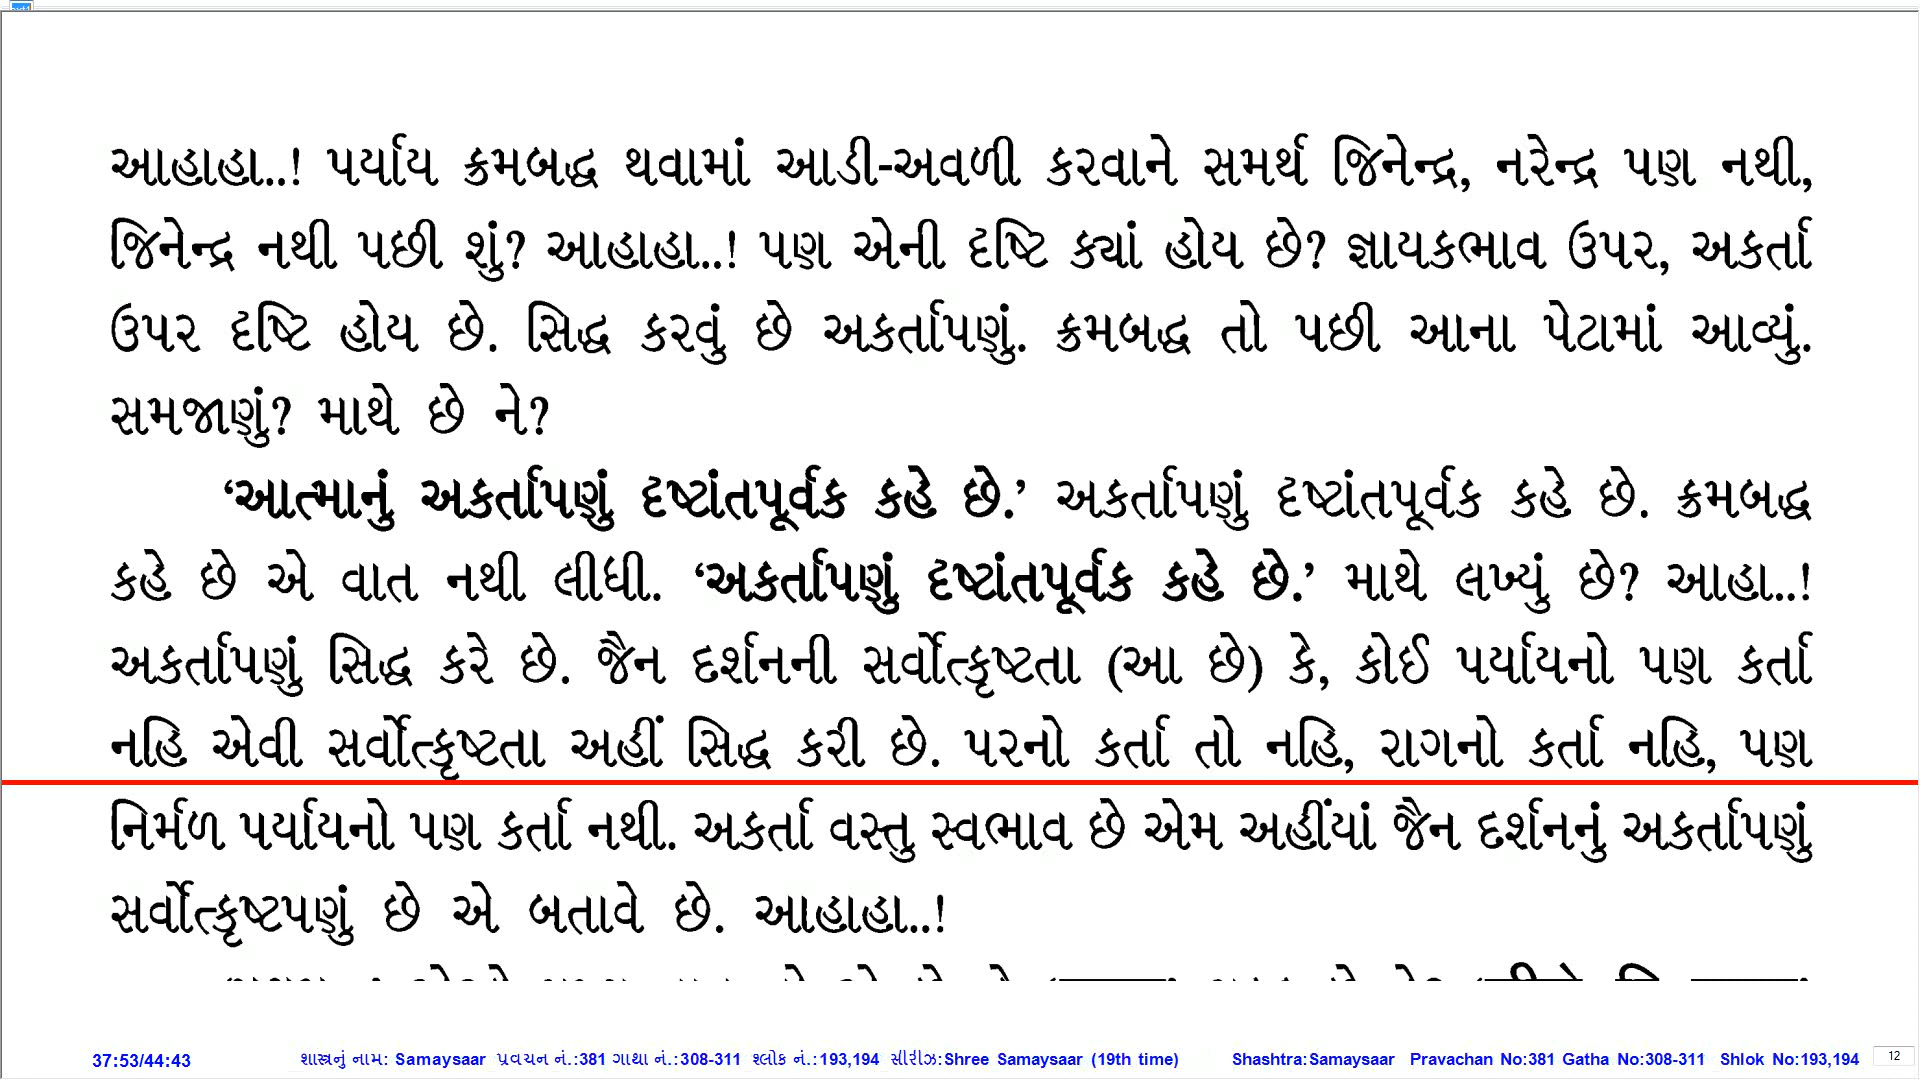 આહાહા..! પર્યાય ક્રમબદ્ધ થવામાં આડી-અવળી કરવાને સમર્થ જિનેન્દ્ર, નરેન્દ્ર પણ નથી,
જિનેન્દ્ર નથી પછી શું? આહાહા..! પણ એની દૃષ્ટિ ક્યાં હોય છે? જ્ઞાયકભાવ ઉપર, અકર્તા
ઉપર દૃષ્ટિ હોય છે. સિદ્ધ કરવું છે અકર્તાપણું. ક્રમબદ્ધ તો પછી આના પેટામાં આવ્યું.
સમજાણું? માથે છે ને?
‘આત્માનું અકર્તાપણું દૃષ્ટાંતપૂર્વક કહે છે.’ અકર્તાપણું દૃષ્ટાંતપૂર્વક કહે છે. ક્રમબદ્ધ
કહે છે એ વાત નથી લીધી. ‘અકર્તાપણું દૃષ્ટાંતપૂર્વક કહે છે.’ માથે લખ્યું છે? આહા..!
અકર્તાપણું સિદ્ધ કરે છે. જૈન દર્શનની સર્વોત્કૃષ્ટતા (આ છે) કે, કોઈ પર્યાયનો પણ કર્તા
નહિ એવી સર્વોત્કૃષ્ટતા અહીં સિદ્ધ કરી છે. પરનો કર્તા તો નહિ, રાગનો કર્તા નહિ, પણ
નિર્મળ પર્યાયનો પણ કર્તા નથી. અકર્તા વસ્તુ સ્વભાવ છે એમ અહીંયાં જૈન દર્શનનું અકર્તાપણું
સર્વોત્કૃષ્ટપણું છે એ બતાવે છે. આહાહા..!
37:53/44:43 શાસ્ત્રનું નામ: Samaysaar પ્રવચન નં.:381 ગાથા નં.:308-311 શ્લોક નં.:193,194 સીરીઝ:Shree Samaysaar (19th time) Shashtra:Samaysaar Pravachan No:381 Gatha No:308-311 Shlok No:193,194 12